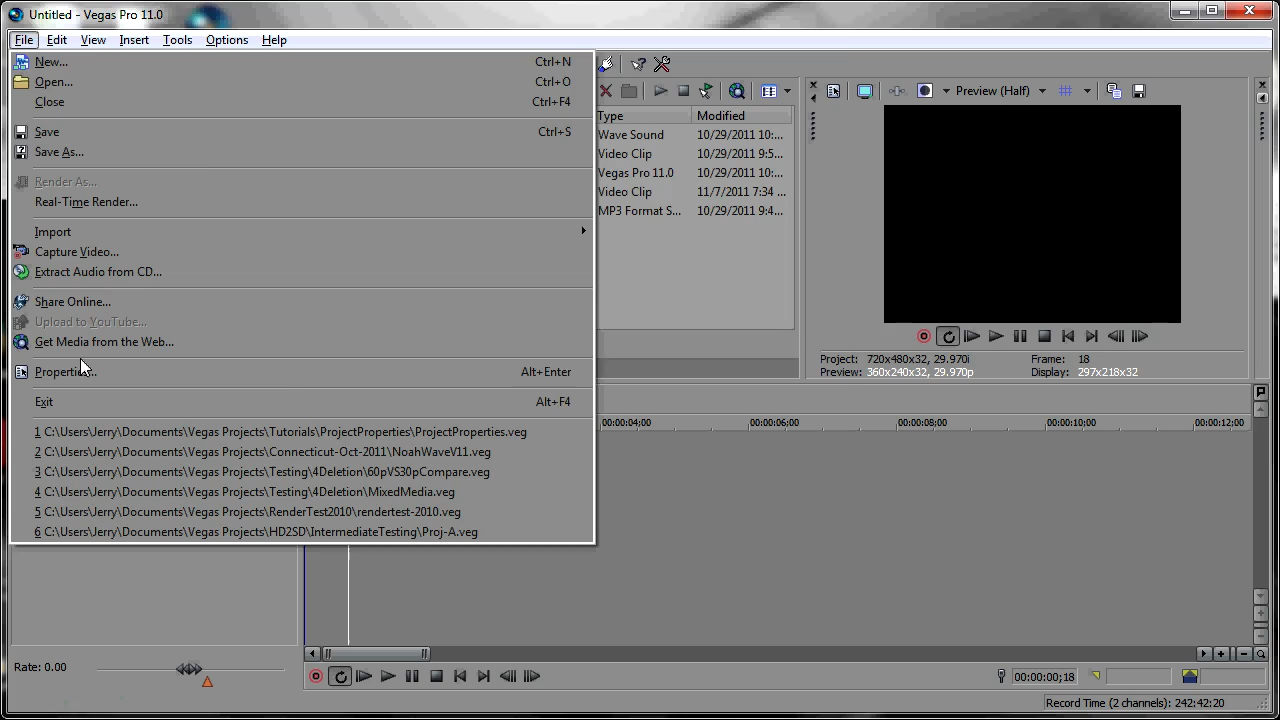 Untitled - Vegas Pro 11.0
File Edit View Insert Tools Options Help
New... Ctrl+N
Open... Ctrl+O
Close Ctrl+F4
Save Ctrl+S
Save As...
Render As...
Real-Time Render...
Import
Capture Video...
Extract Audio from CD...
Share Online...
Upload to YouTube...
Get Media from the Web...
Properties... Alt+Enter
Exit Alt+F4
1 C:\Users\Jerry\Documents\Vegas Projects\Tutorials\ProjectProperties\ProjectProperties.veg
2 C:\Users\Jerry\Documents\Vegas Projects\Connecticut-Oct-2011\NoahWaveV11.veg
3 C:\Users\Jerry\Documents\Vegas Projects\Testing\4Deletion\60pVS30pCompare.veg
4 C:\Users\Jerry\Documents\Vegas Projects\Testing\4Deletion\MixedMedia.veg
5 C:\Users\Jerry\Documents\Vegas Projects\RenderTest2010\rendertest-2010.veg
6 C:\Users\Jerry\Documents\Vegas Projects\HD2SD\IntermediateTesting\Proj-A.veg
Type Modified
Wave Sound 10/29/2011 10:...
Video Clip 10/29/2011 9:5...
Vegas Pro 11.0 10/29/2011 10:...
Video Clip 11/7/2011 7:34 ...
MP3 Format S... 10/29/2011 9:4...
Preview (Half)
Project: 720x480x32, 29.970i Frame: 18
Preview: 360x240x32, 29.970p Display: 297x218x32
00:00:04;00 00:00:06;00 00:00:08;00 00:00:10;00 00:00:12;00
Rate: 0.00
00:00:00;18
Record Time (2 channels): 242:42:20